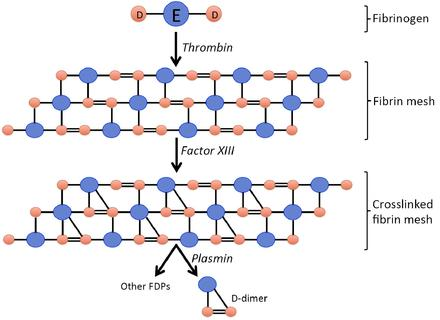 D E D
Fibrinogen
Thrombin
Fibrin mesh
Factor XIII
Crosslinked
fibrin mesh
Plasmin
Other FDPs
D-dimer